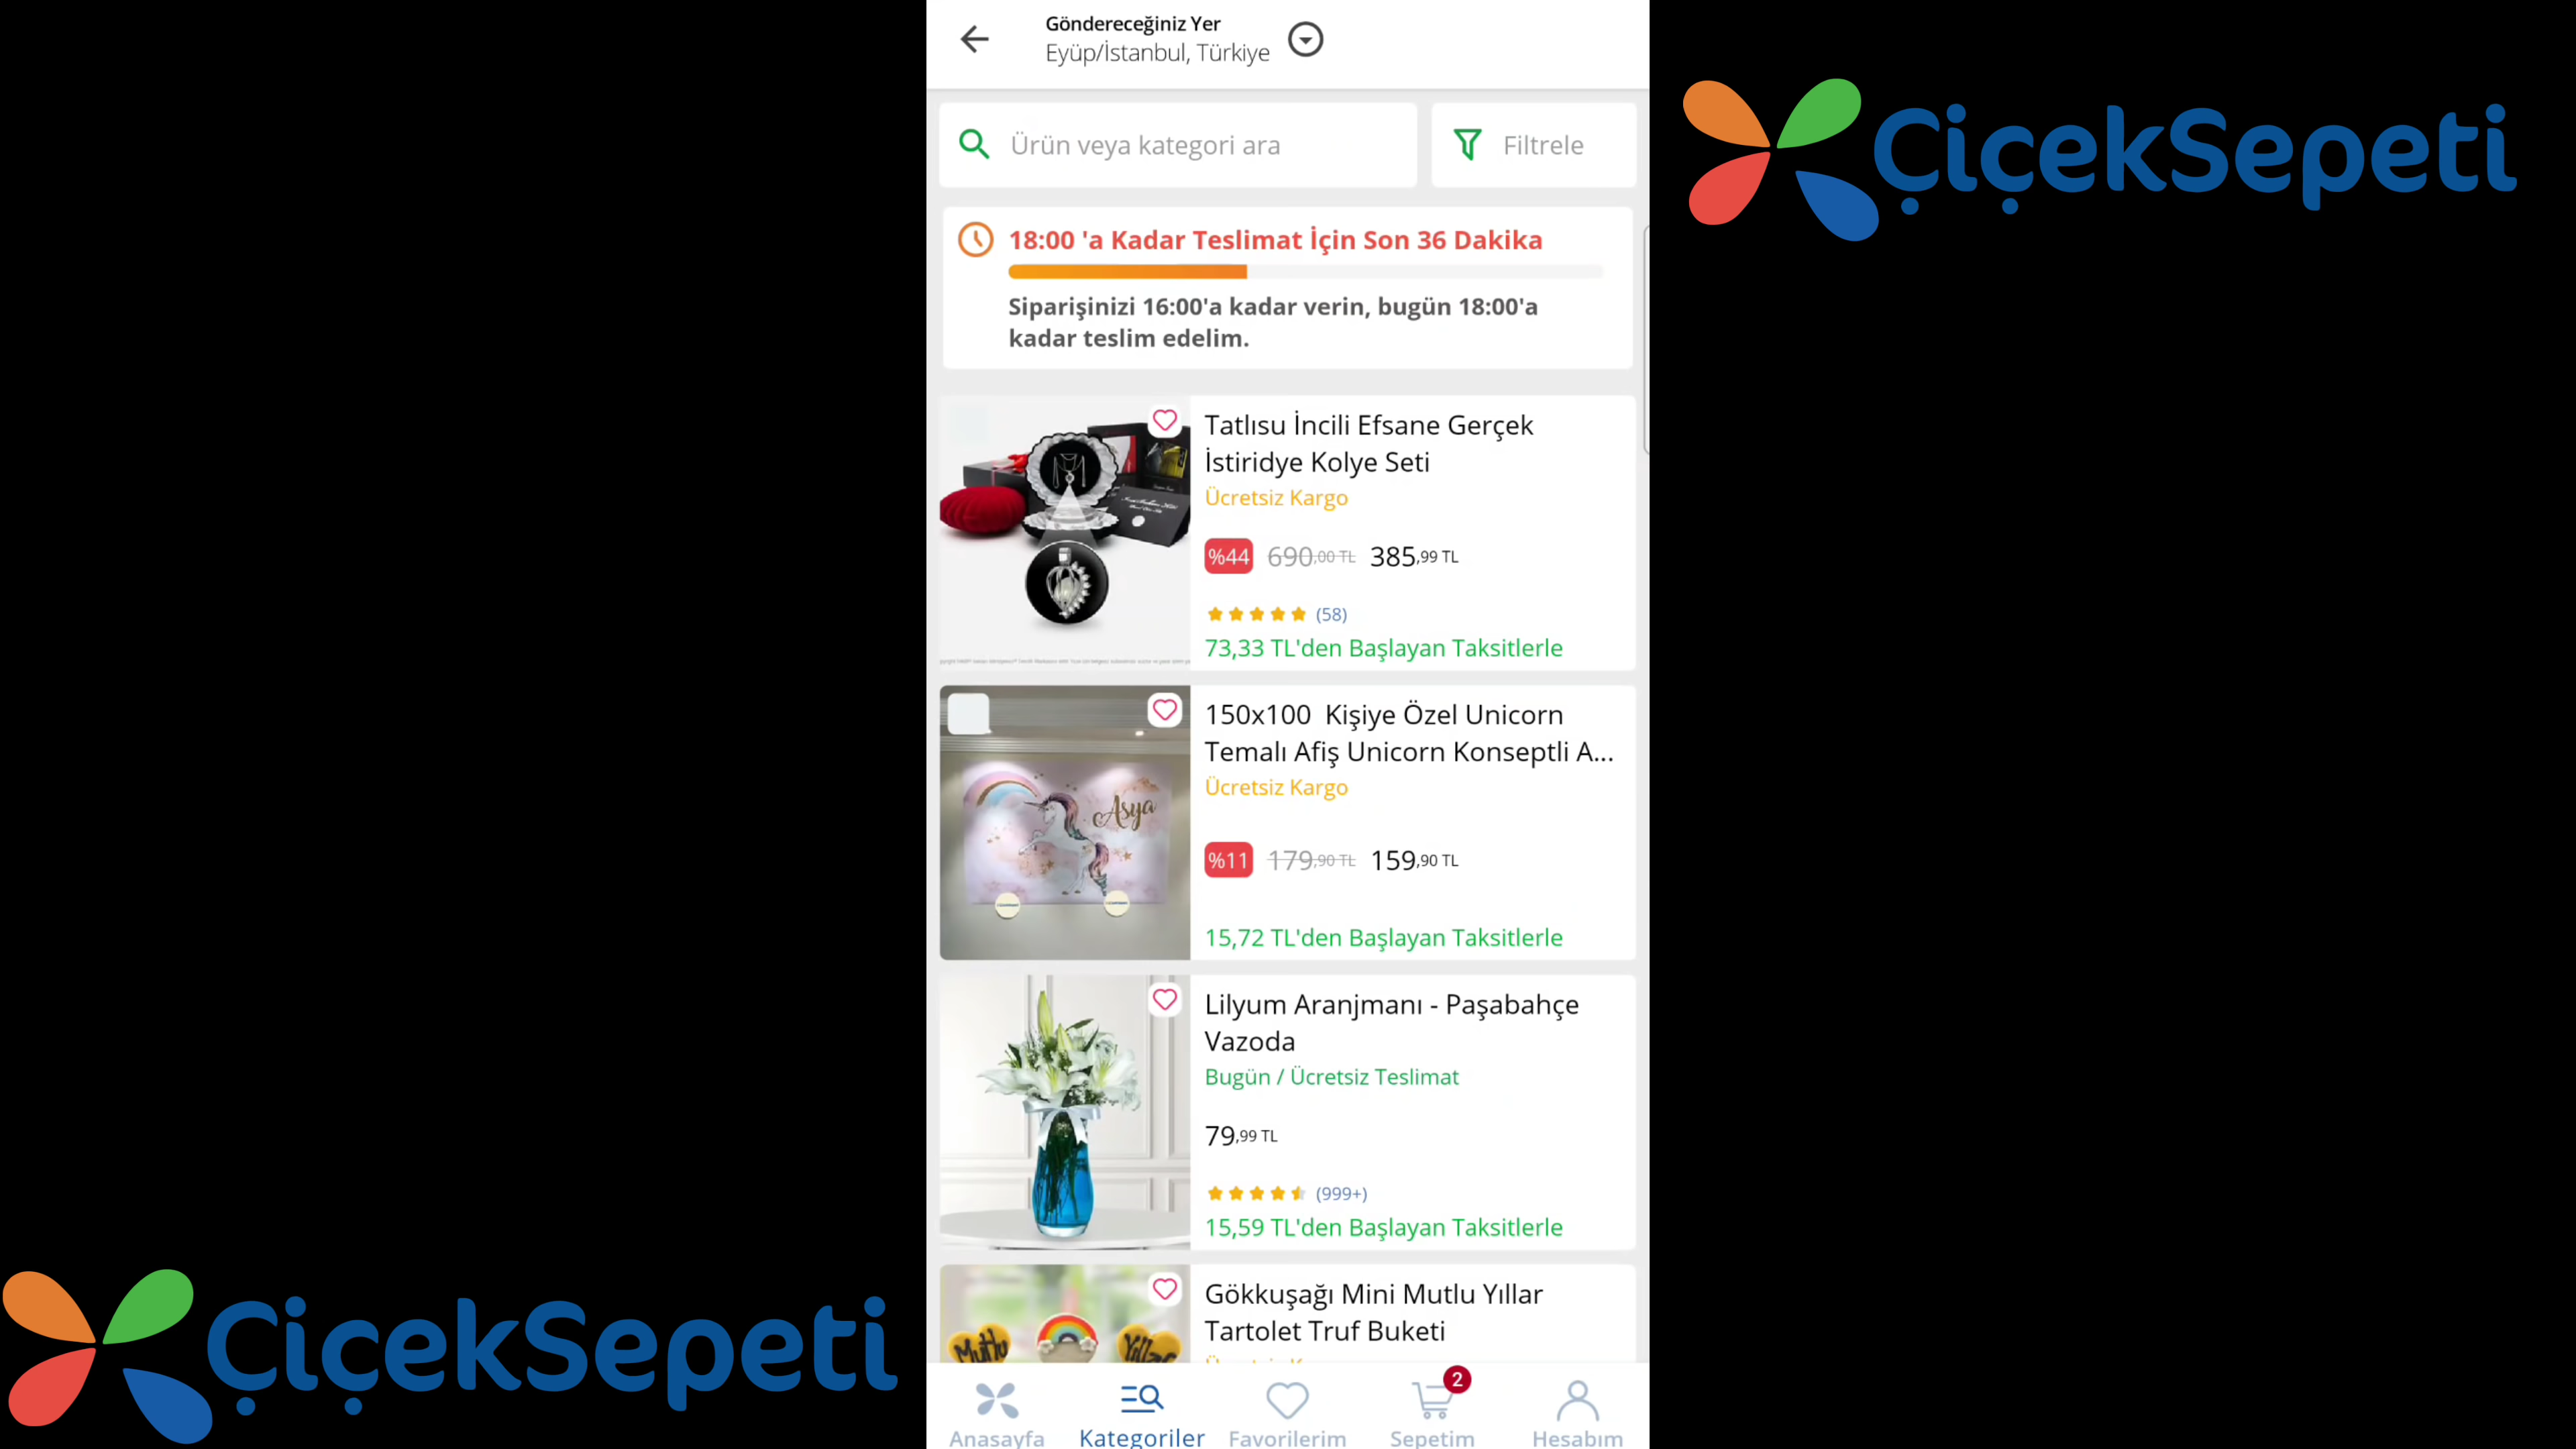 Göndereceğiniz Yer
Eyüp/İstanbul, Türkiye
ÇiçekSepeti
Ürün veya kategori ara
Filtrele
18:00 'a Kadar Teslimat İçin Son 36 Dakika
Siparişinizi 16:00'a kadar verin, bugün 18:00'a
kadar teslim edelim.
Tatlısu İncili Efsane Gerçek
İstiridye Kolye Seti
Ücretsiz Kargo
%44 690,00 TL 385,99 TL
(58)
73,33 TL'den Başlayan Taksitlerle
150x100 Kişiye Özel Unicorn
Temalı Afiş Unicorn Konseptli A...
Ücretsiz Kargo
Asya
%11 179,90 TL 159,90 TL
15,72 TL'den Başlayan Taksitlerle
Lilyum Aranjmanı - Paşabahçe
Vazoda
Bugün / Ücretsiz Teslimat
79,99 TL
(999+)
15,59 TL'den Başlayan Taksitlerle
Gökkuşağı Mini Mutlu Yıllar
Tartolet Truf Buketi
Mutlu
Yıllar
ÇiçekSepeti
2
Anasayfa
Kategoriler
Favorilerim
Sepetim
Hesabım